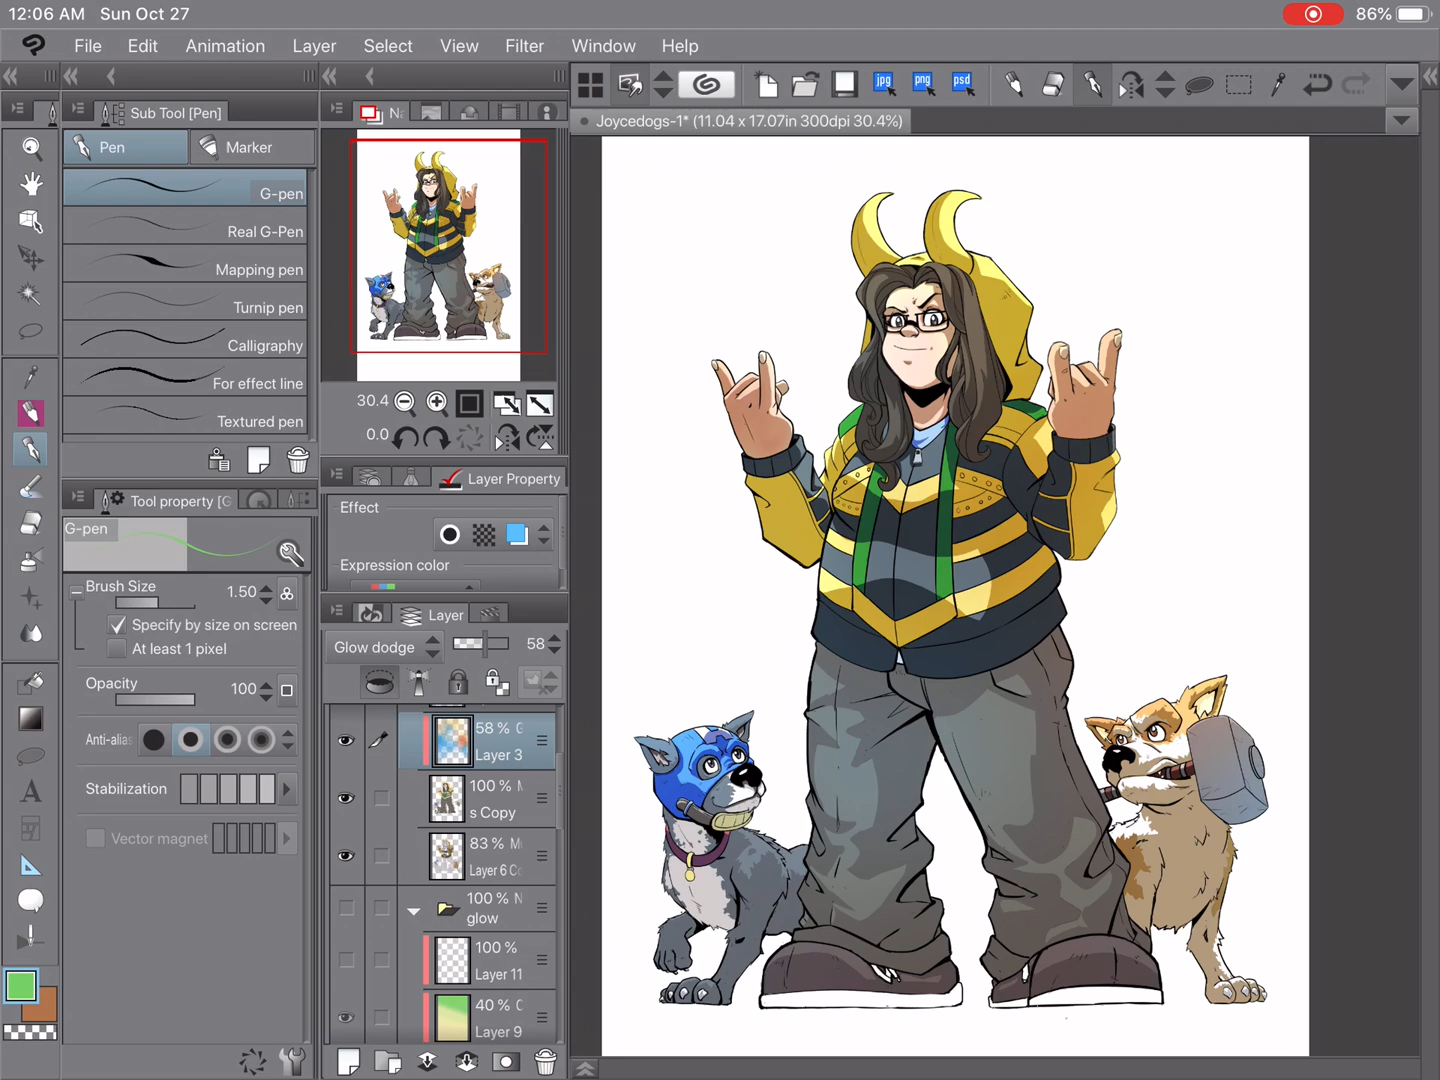 12:06 AM Sun Oct 27 86%
File Edit Animation Layer Select View Filter Window Help
jpg png psd
Sub Tool [Pen]
Joycedogs-1* (11.04 x 17.07in 300dpi 30.4%)
Pen Marker
G-pen
Real G-Pen
Mapping pen
Turnip pen
Calligraphy
For effect line
Textured pen
30.4
0.0
Layer Property
Tool property [G
Effect
G-pen
Expression color
Brush Size 1.50
Specify by size on screen
At least 1 pixel
Opacity 100
Anti-alias
Stabilization
Vector magnet
Layer
Glow dodge 58
58 % G
Layer 3
100 %
s Copy
83 %
Layer 6 Co
100 % N
glow
100 %
Layer 11
40 %
Layer 9